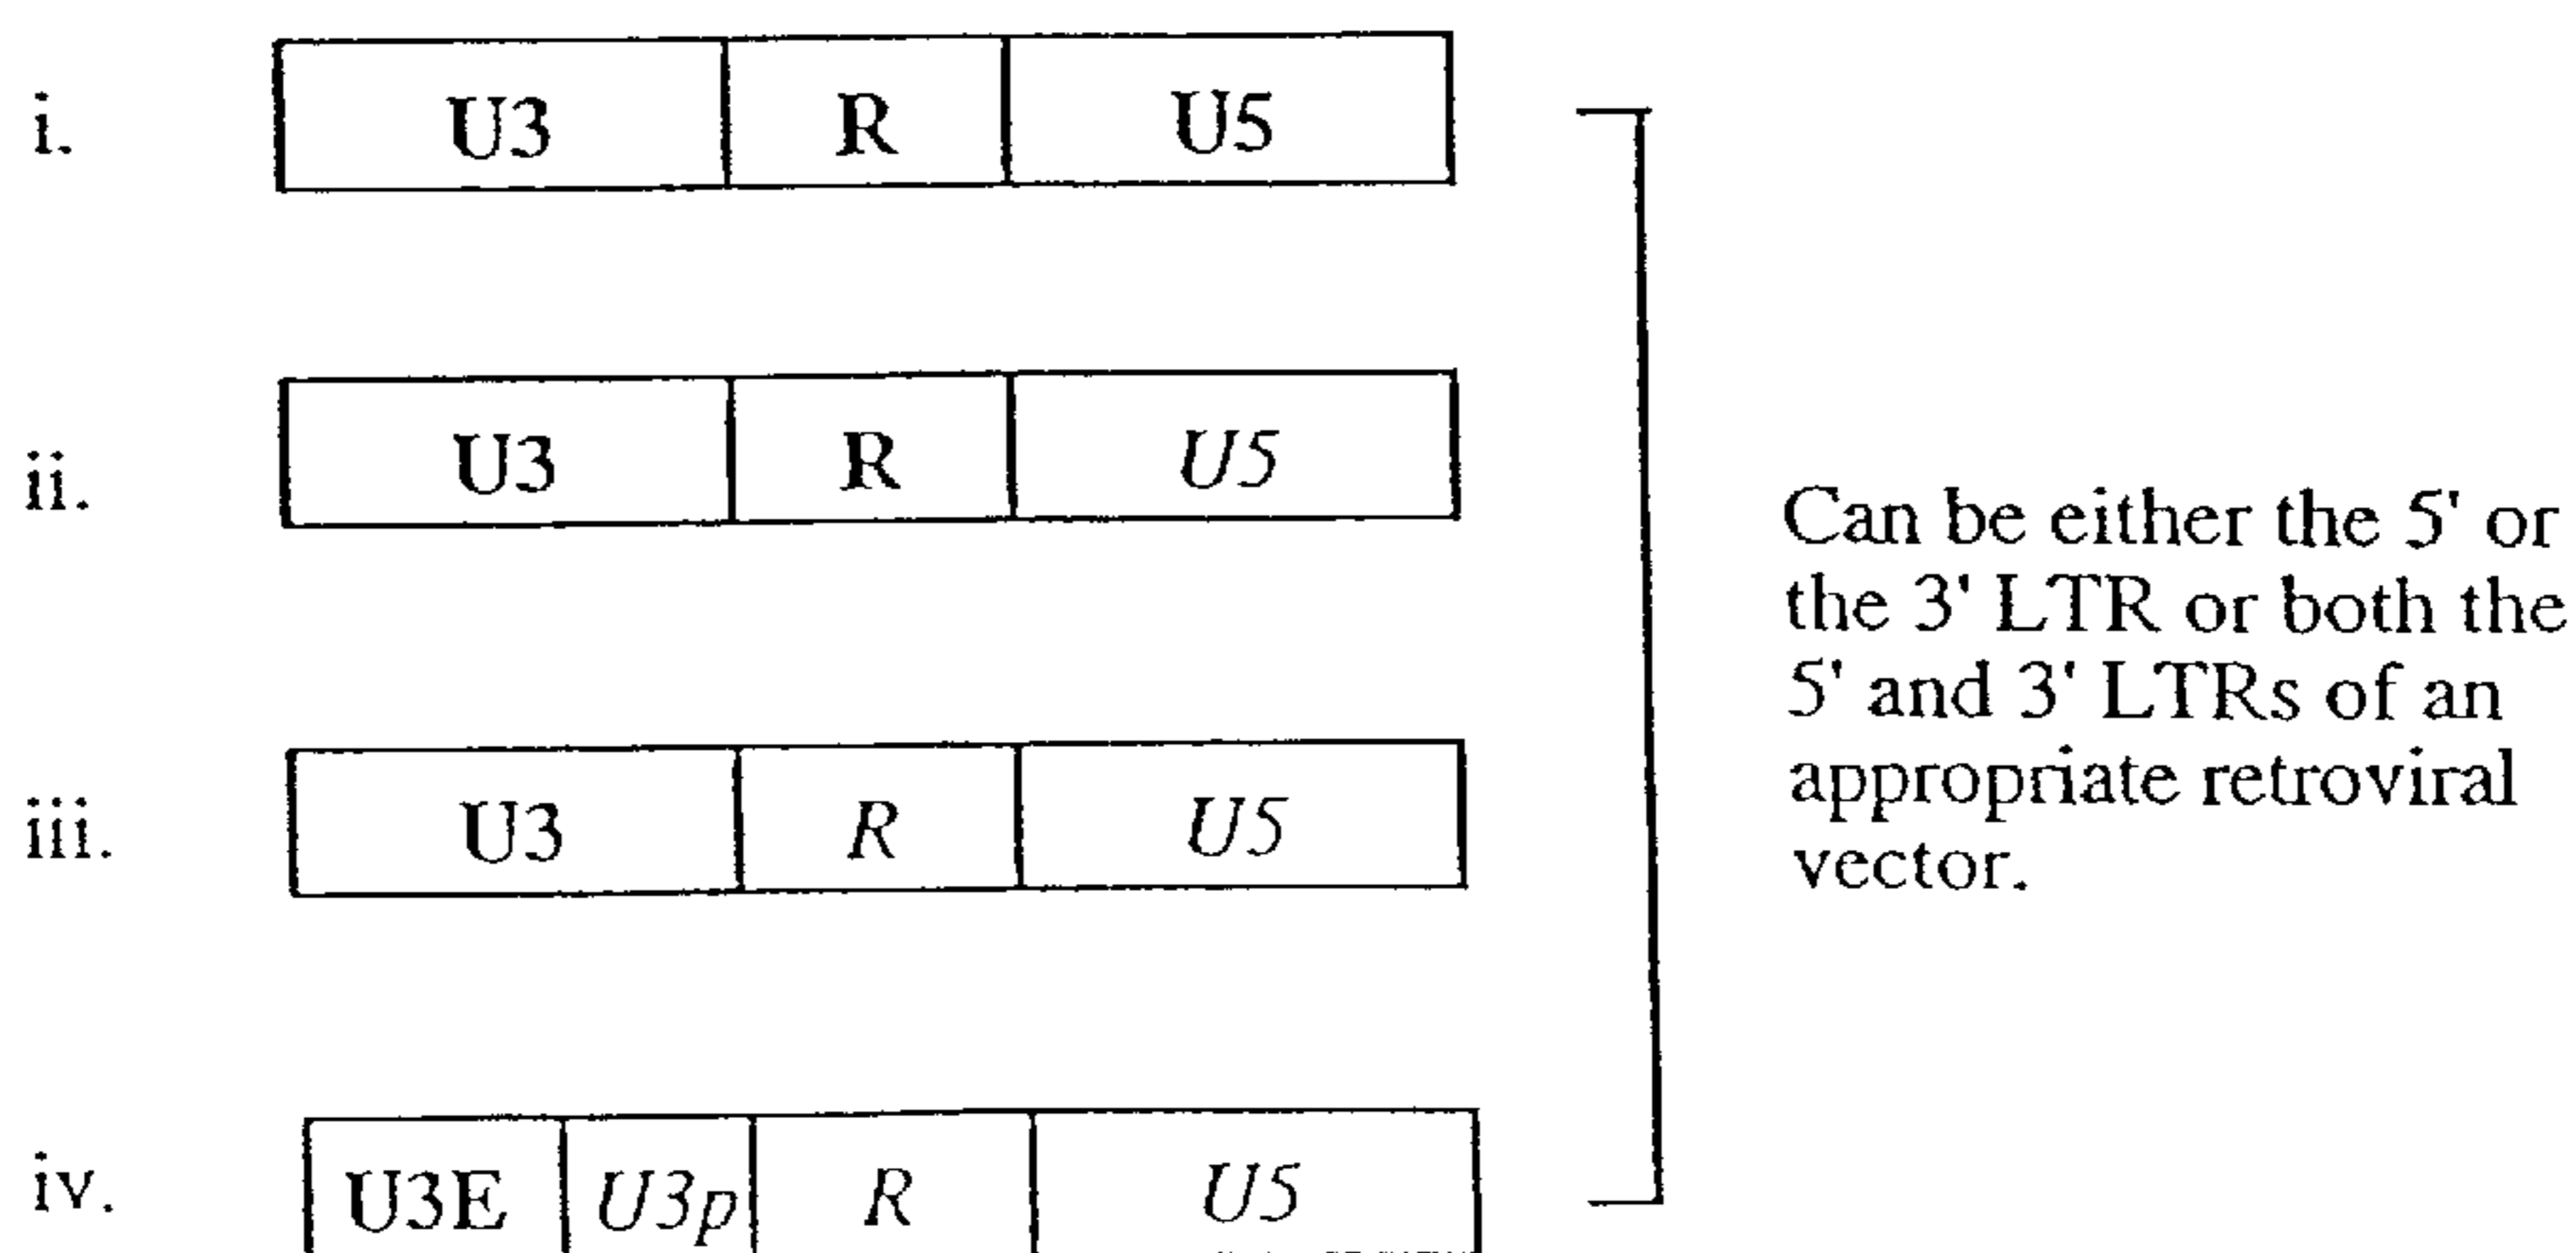 i. U3 R U5
ii. U3 R U5
Can be either the 5' or
the 3' LTR or both the
5' and 3' LTRs of an
appropriate retroviral
vector.
iii. U3 R U5
iv. U3E U3p R U5